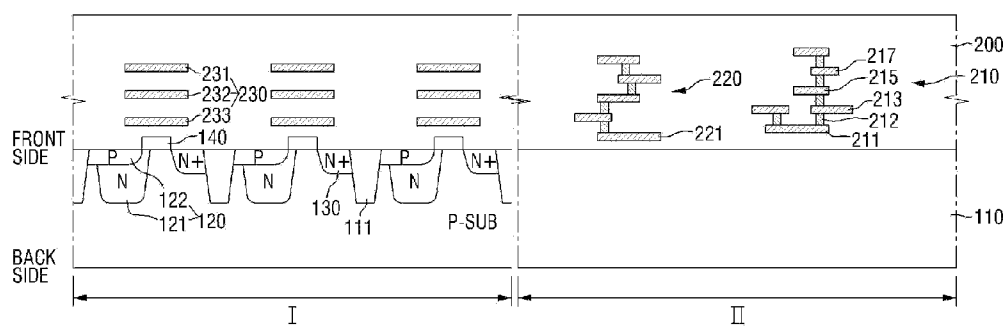 200
217
231
220
215
210
232
230
213
233
212
140
221
211
FRONT
SIDE
P N+ P N+ P N+
N N N
122
120
130
121
111
P-SUB
110
BACK
SIDE
I II